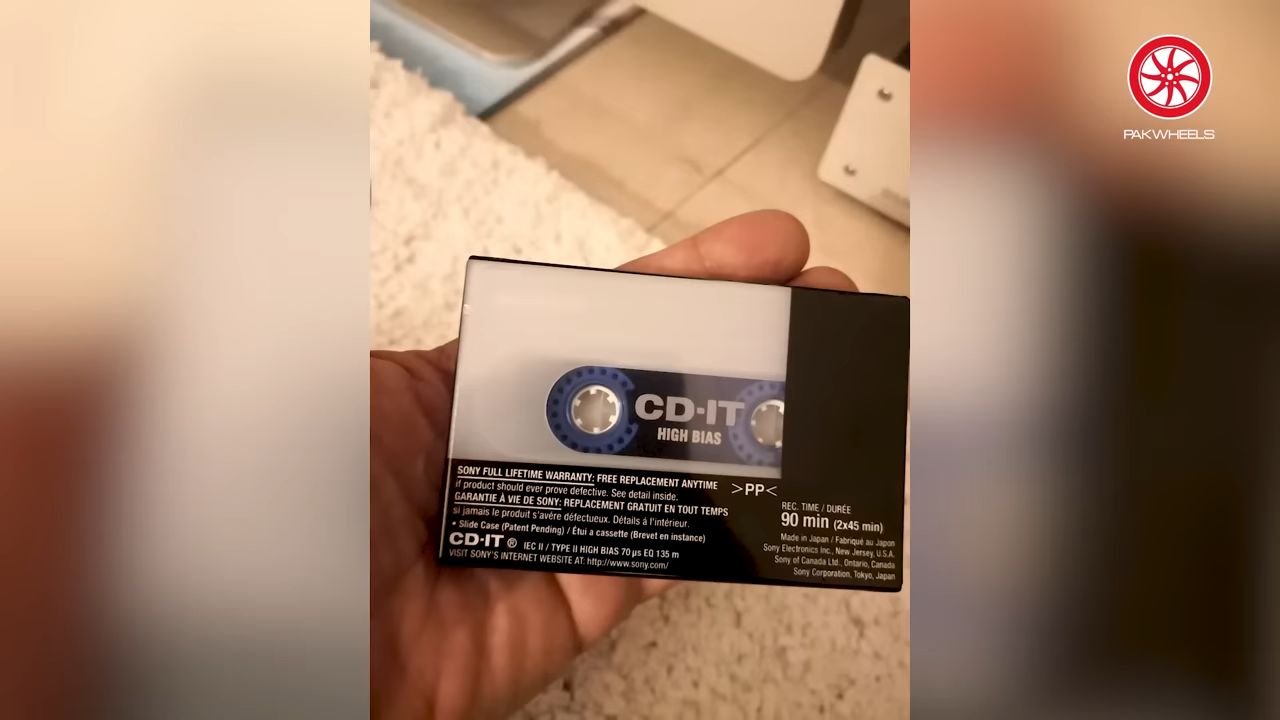 PAKWHEELS
CD-IT
HIGH BIAS
SONY FULL LIFETIME WARRANTY: FREE REPLACEMENT ANYTIME
if product should ever prove defective. See detail inside.
GARANTIE À VIE DE SONY: REPLACEMENT GRATUIT EN TOUT TEMPS
si jamais le produit s'avère défectueux. Détails à l'intérieur.
• Slide Case (Patent Pending) / Étui a cassette (Brevet en instance)
CD-IT ® IEC II / TYPE II HIGH BIAS 70 µs EQ 135 m
VISIT SONY'S INTERNET WEBSITE AT: http://www.sony.com/
>PP<
REC. TIME / DURÉE
90 min (2x45 min)
Made in Japan / Fabriqué au Japon
Sony Electronics Inc., New Jersey, U.S.A.
Sony of Canada Ltd., Ontario, Canada
Sony Corporation, Tokyo, Japan